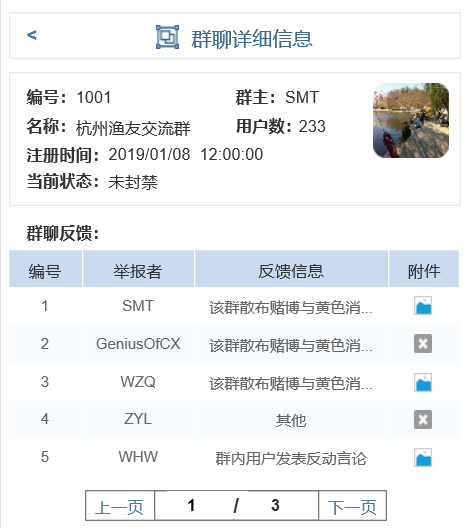 < 群聊详细信息
编号：1001 群主：SMT
名称：杭州渔友交流群 用户数：233
注册时间：2019/01/08 12:00:00
当前状态：未封禁
群聊反馈：
编号 举报者 反馈信息 附件
1 SMT 该群散布赌博与黄色消...
2 GeniusOfCX 该群散布赌博与黄色消...
3 WZQ 该群散布赌博与黄色消...
4 ZYL 其他
5 WHW 群内用户发表反动言论
上一页 1 / 3 下一页